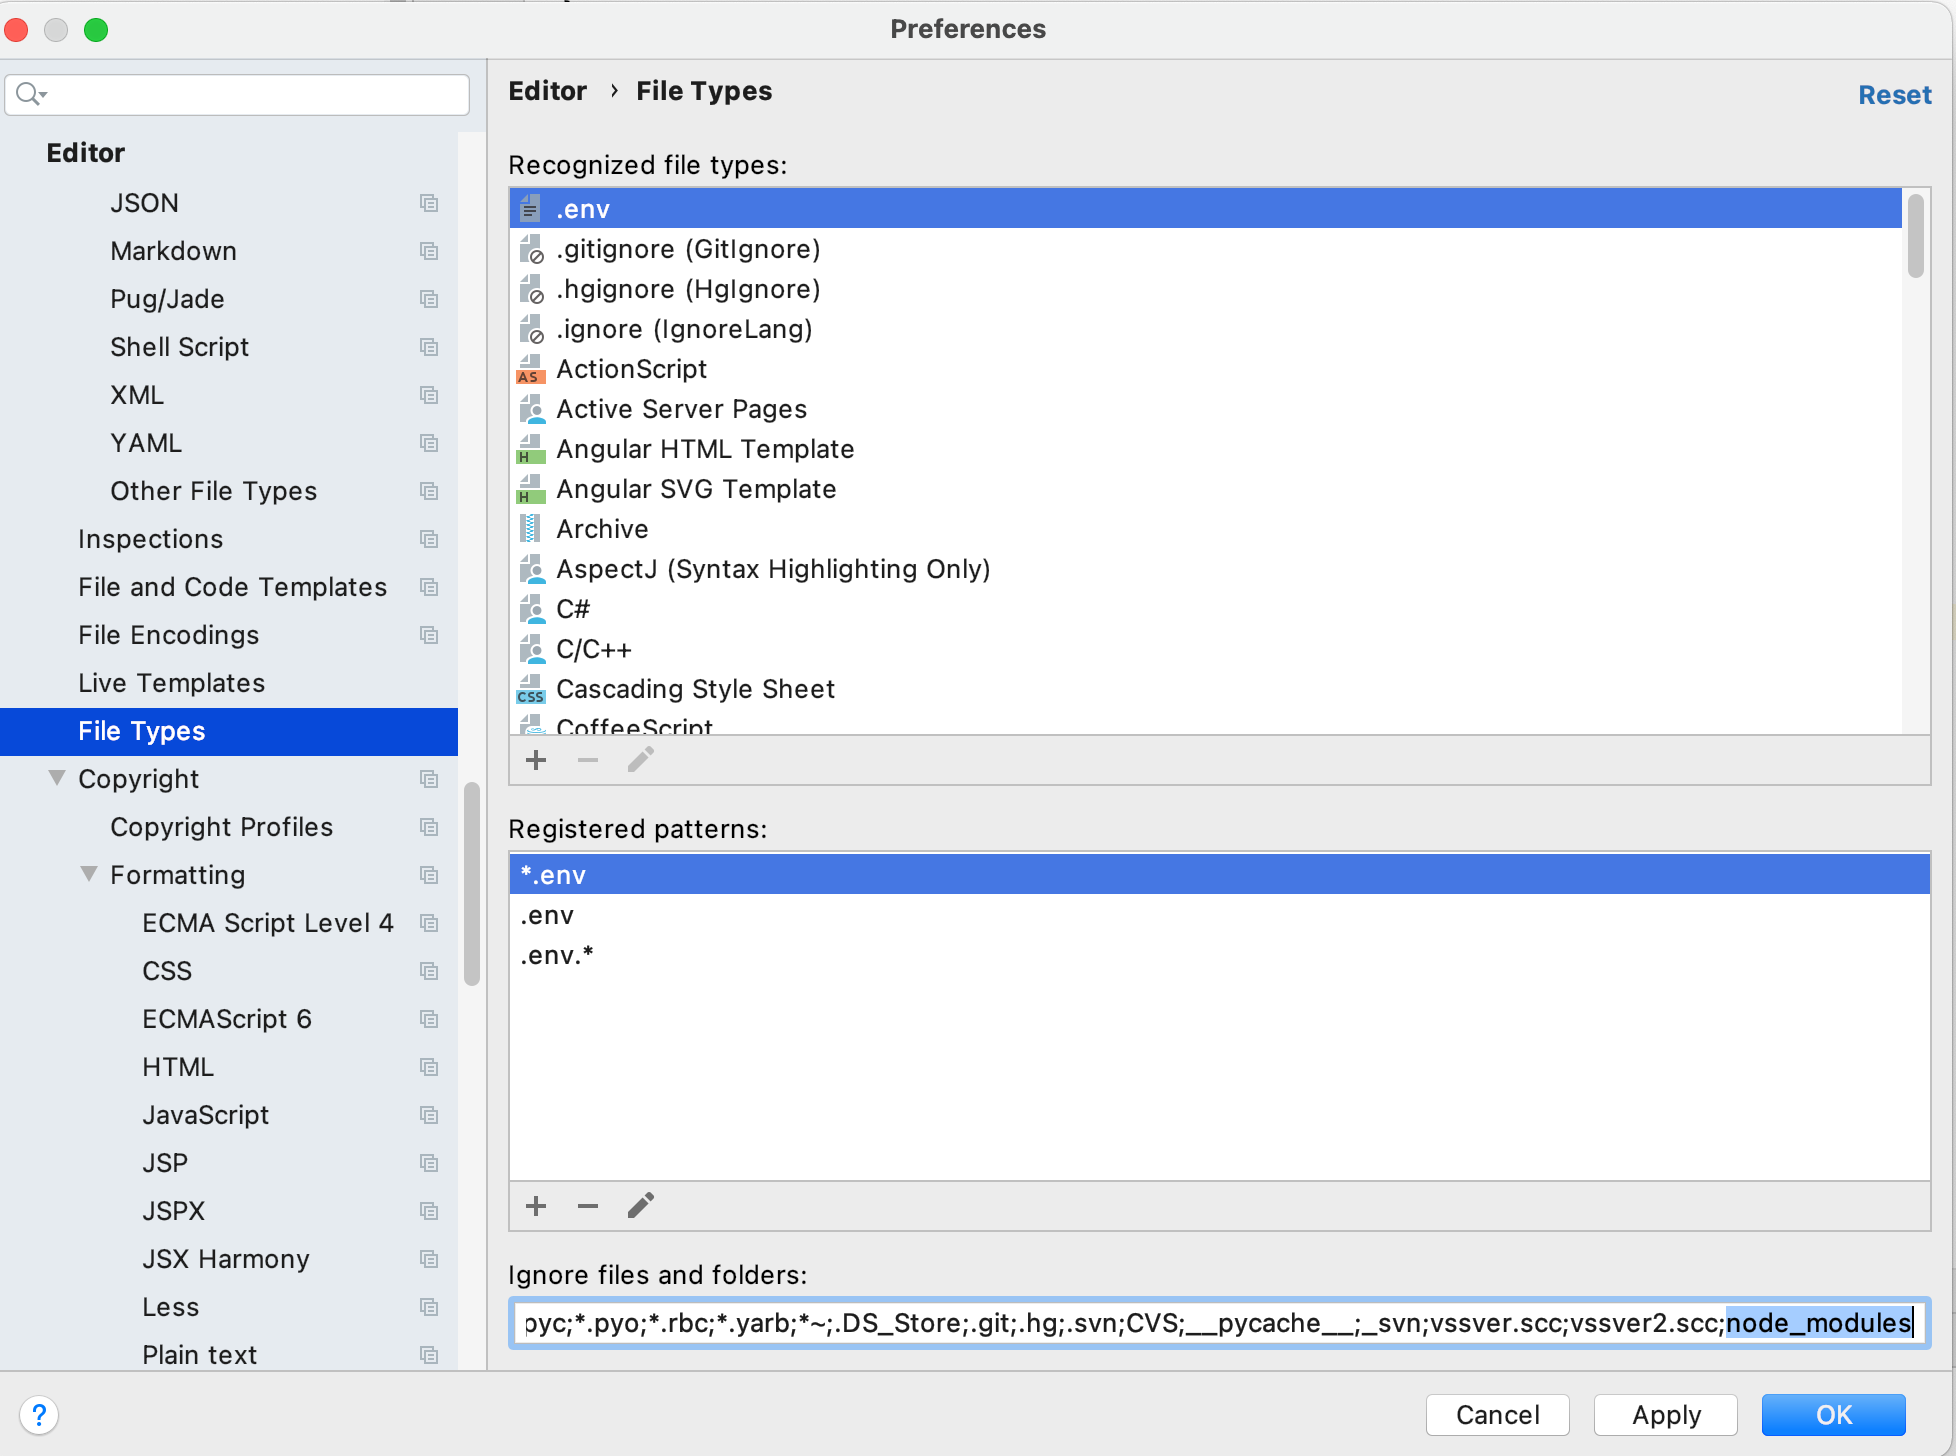 Preferences
Editor
JSON
Markdown
Pug/Jade
Shell Script
XML
YAML
Other File Types
Inspections
File and Code Templates
File Encodings
Live Templates
File Types
Copyright
Copyright Profiles
Formatting
ECMA Script Level 4
CSS
ECMAScript 6
HTML
JavaScript
JSP
JSPX
JSX Harmony
Less
Plain text
Editor › File Types
Reset
Recognized file types:
.env
.gitignore (GitIgnore)
.hgignore (HgIgnore)
.ignore (IgnoreLang)
AS ActionScript
Active Server Pages
H Angular HTML Template
H Angular SVG Template
Archive
AspectJ (Syntax Highlighting Only)
C#
C/C++
CSS Cascading Style Sheet
CoffeeScript
Registered patterns:
*.env
.env
.env.*
Ignore files and folders:
pyc;*.pyo;*.rbc;*.yarb;*~;.DS_Store;.git;.hg;.svn;CVS;__pycache__;_svn;vssver.scc;vssver2.scc;node_modules
?
Cancel
Apply
OK